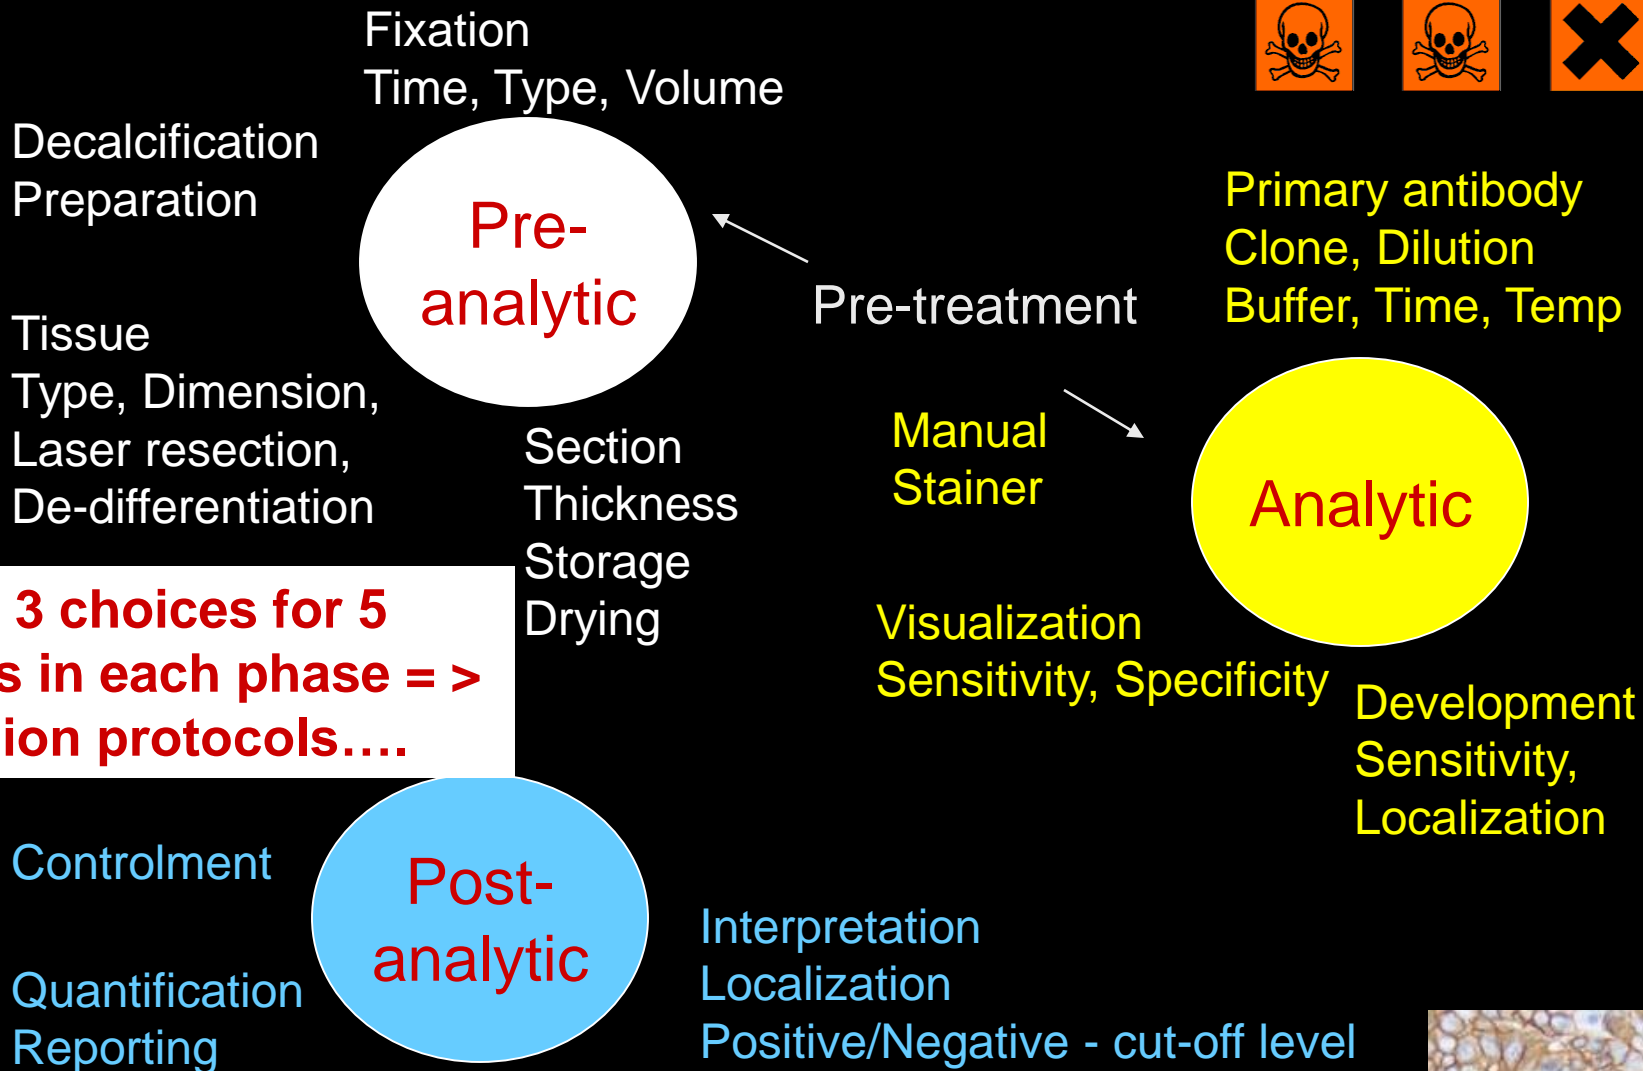 Fixation
Time, Type, Volume
Decalcification
Preparation
Pre-
analytic
Pre-treatment
Primary antibody
Clone, Dilution
Buffer, Time, Temp
Tissue
Type, Dimension,
Laser resection,
De-differentiation
Section
Thickness
Storage
Drying
Manual
Stainer
Analytic
3 choices for 5
in each phase = >
protocols....
Visualization
Sensitivity, Specificity
Development
Sensitivity,
Localization
Controlment
Post-
analytic
Quantification
Reporting
Interpretation
Localization
Positive/Negative - cut-off level